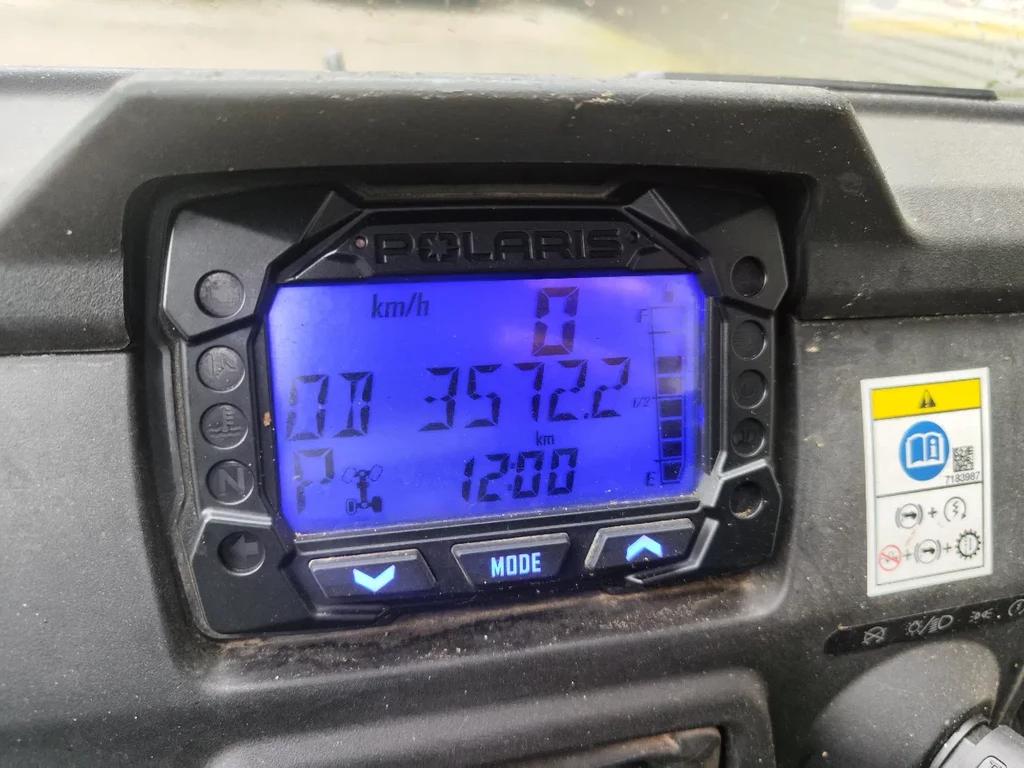 POLARIS
km/h
0
F
OD 3572.2
1/2
km
P 12:00
E
N
MODE
7183987